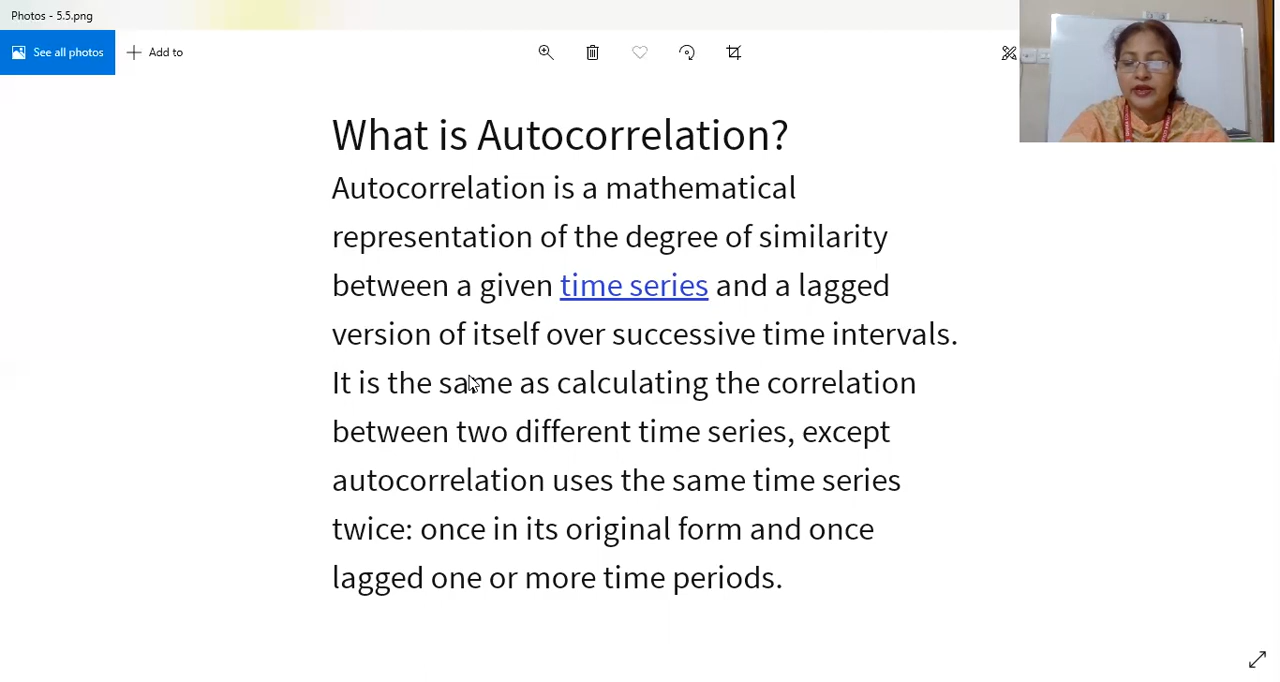 Photos - 5.5.png
See all photos
Add to
What is Autocorrelation?
Autocorrelation is a mathematical
representation of the degree of similarity
between a given time series and a lagged
version of itself over successive time intervals.
It is the same as calculating the correlation
between two different time series, except
autocorrelation uses the same time series
twice: once in its original form and once
lagged one or more time periods.